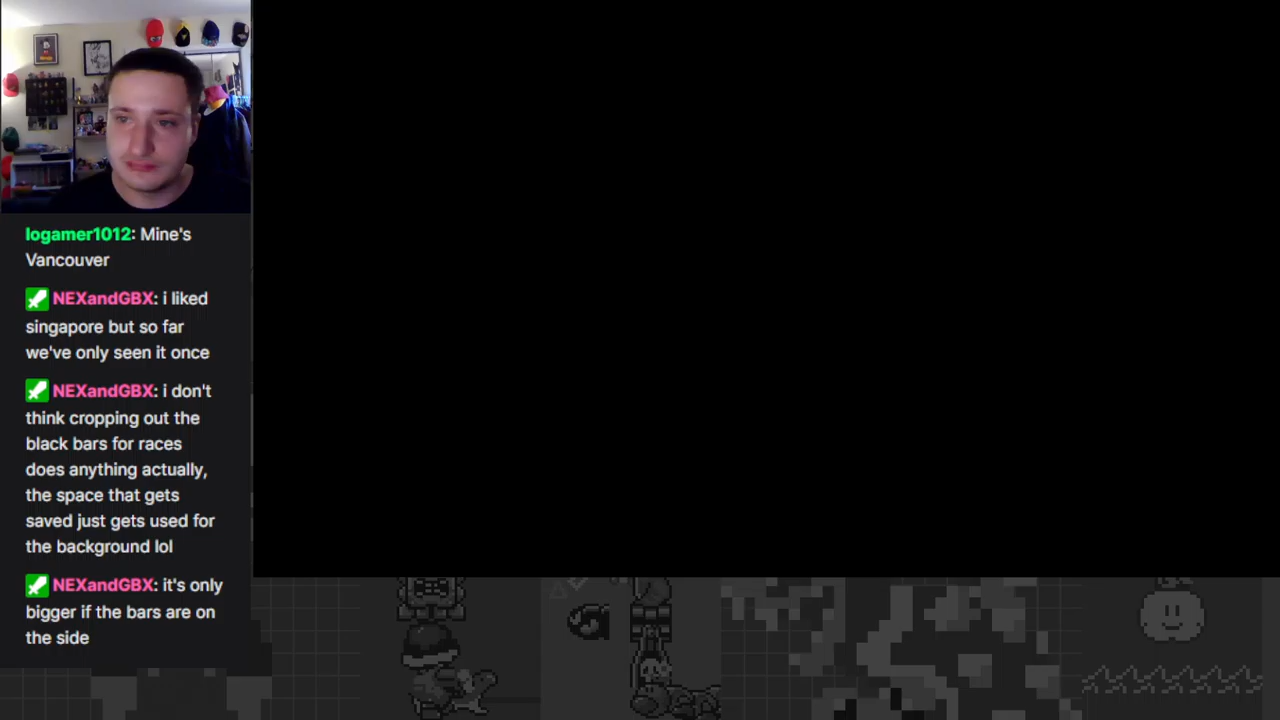 logamer1012: Mine's
Vancouver
NEXandGBX: i liked
singapore but so far
we've only seen it once
NEXandGBX: i don't
think cropping out the
black bars for races
does anything actually,
the space that gets
saved just gets used for
the background lol
NEXandGBX: it's only
bigger if the bars are on
the side